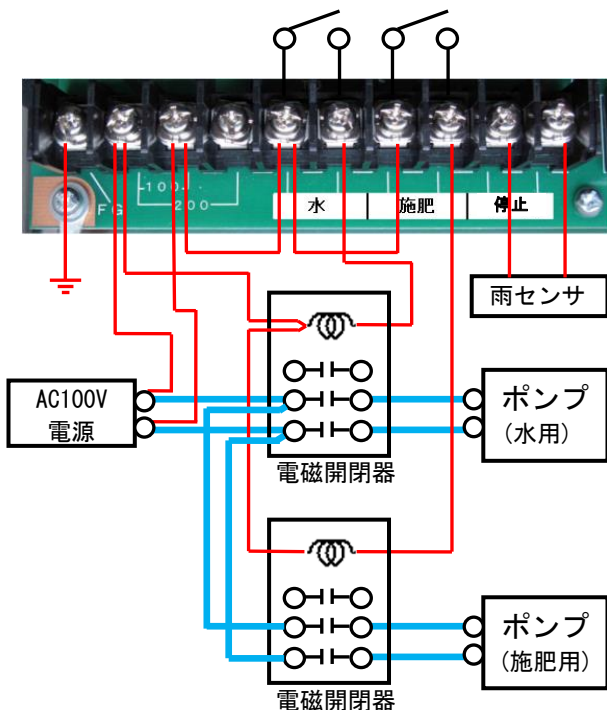 FG
100
200
水
施肥
停止
雨センサ
AC100V
電源
ポンプ
(水用)
電磁開閉器
ポンプ
(施肥用)
電磁開閉器